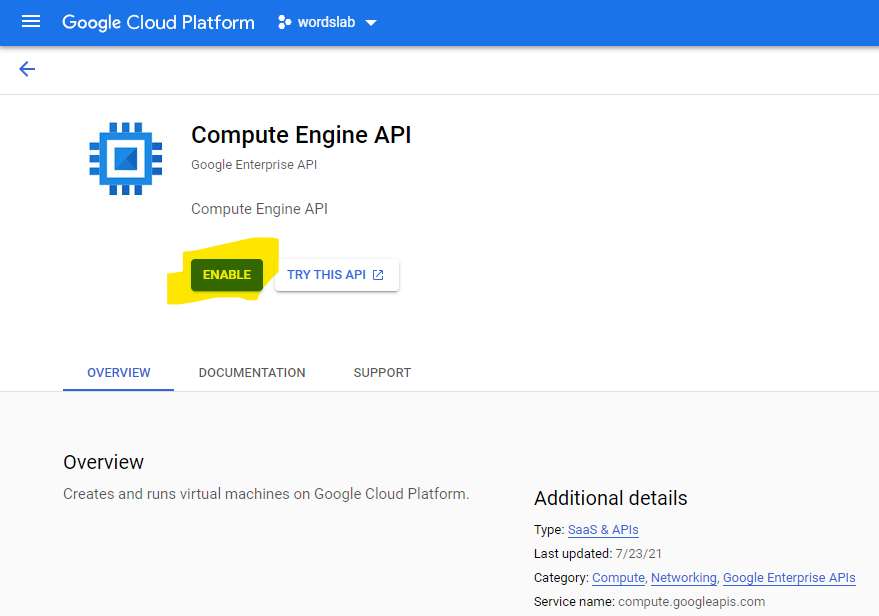 Google Cloud Platform wordslab
Compute Engine API
Google Enterprise API
Compute Engine API
ENABLE TRY THIS API
OVERVIEW DOCUMENTATION SUPPORT
Overview
Creates and runs virtual machines on Google Cloud Platform.
Additional details
Type: SaaS & APIs
Last updated: 7/23/21
Category: Compute, Networking, Google Enterprise APIs
Service name: compute.googleapis.com